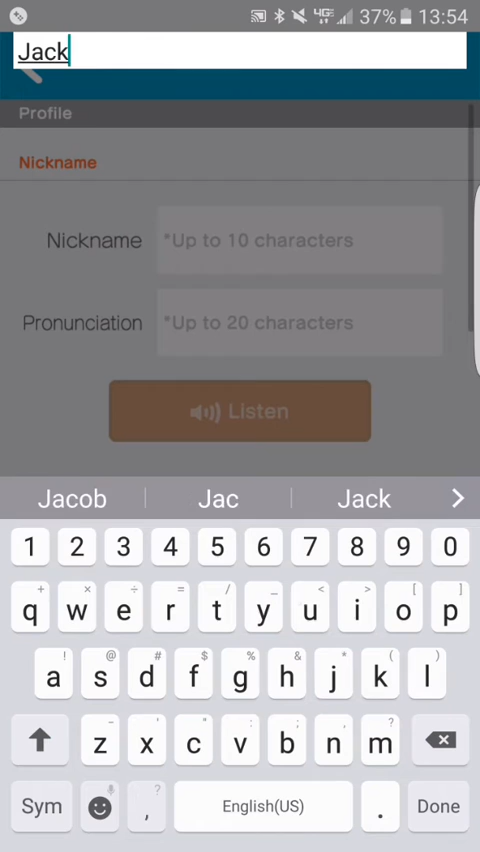 4G 37% 13:54
Jack
Profile
Nickname
Nickname *Up to 10 characters
Pronunciation *Up to 20 characters
Listen
Jacob Jac Jack
1 2 3 4 5 6 7 8 9 0
+ × ÷ = / _ < > [ ]
q w e r t y u i o p
! @ # $ % ^ & * ( )
a s d f g h j k l
- ' " : ; , ?
z x c v b n m
Sym , ? English(US) . Done